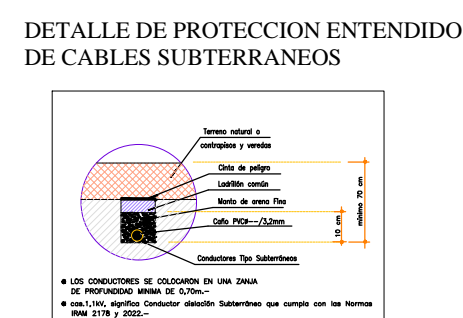 DETALLE DE PROTECCION ENTENDIDO
DE CABLES SUBTERRANEOS
Terreno natural o
contrapisos y veredas
Cinta de peligro
Ladrillón común
Manto de arena Fina
Caño PVCø--/3,2mm
Conductores Tipo Subterróneos
10 cm
mínimo 70 cm
LOS CONDUCTORES SE COLOCARON EN UNA ZANJA
DE PROFUNDIDAD MINIMA DE 0,70m.-
cas.1,1kV, significa Conductor aislación Subterráneo que cumpla con las Normas
IRAM 2178 y 2022.-